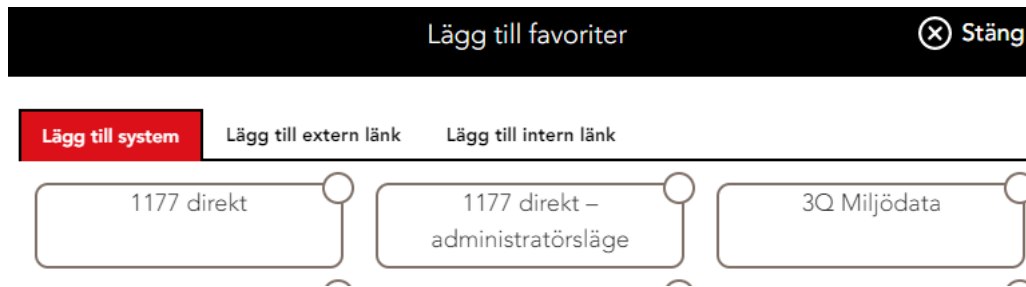 Lägg till favoriter Stäng
Lägg till system Lägg till extern länk Lägg till intern länk
1177 direkt 1177 direkt – 3Q Miljödata
administratörsläge